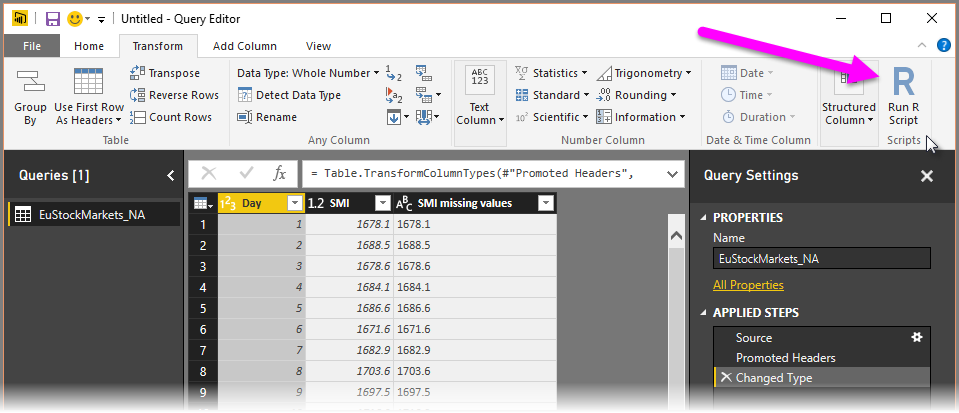 Untitled - Query Editor
File Home Transform Add Column View
Group By
Use First Row As Headers
Transpose
Reverse Rows
Count Rows
Table
Data Type: Whole Number
Detect Data Type
Rename
Any Column
ABC 123
Text Column
Statistics
Standard
Scientific
Trigonometry
Rounding
Information
Number Column
Date
Time
Duration
Date & Time Column
Structured Column
R
Run R Script
Scripts
Queries [1]
EuStockMarkets_NA
fx
= Table.TransformColumnTypes(#"Promoted Headers",
1²3 Day 1.2 SMI ABC SMI missing values
1 1 1678.1 1678.1
2 2 1688.5 1688.5
3 3 1678.6 1678.6
4 4 1684.1 1684.1
5 5 1686.6 1686.6
6 6 1671.6 1671.6
7 7 1682.9 1682.9
8 8 1703.6 1703.6
9 9 1697.5 1697.5
Query Settings
PROPERTIES
Name
EuStockMarkets_NA
All Properties
APPLIED STEPS
Source
Promoted Headers
Changed Type